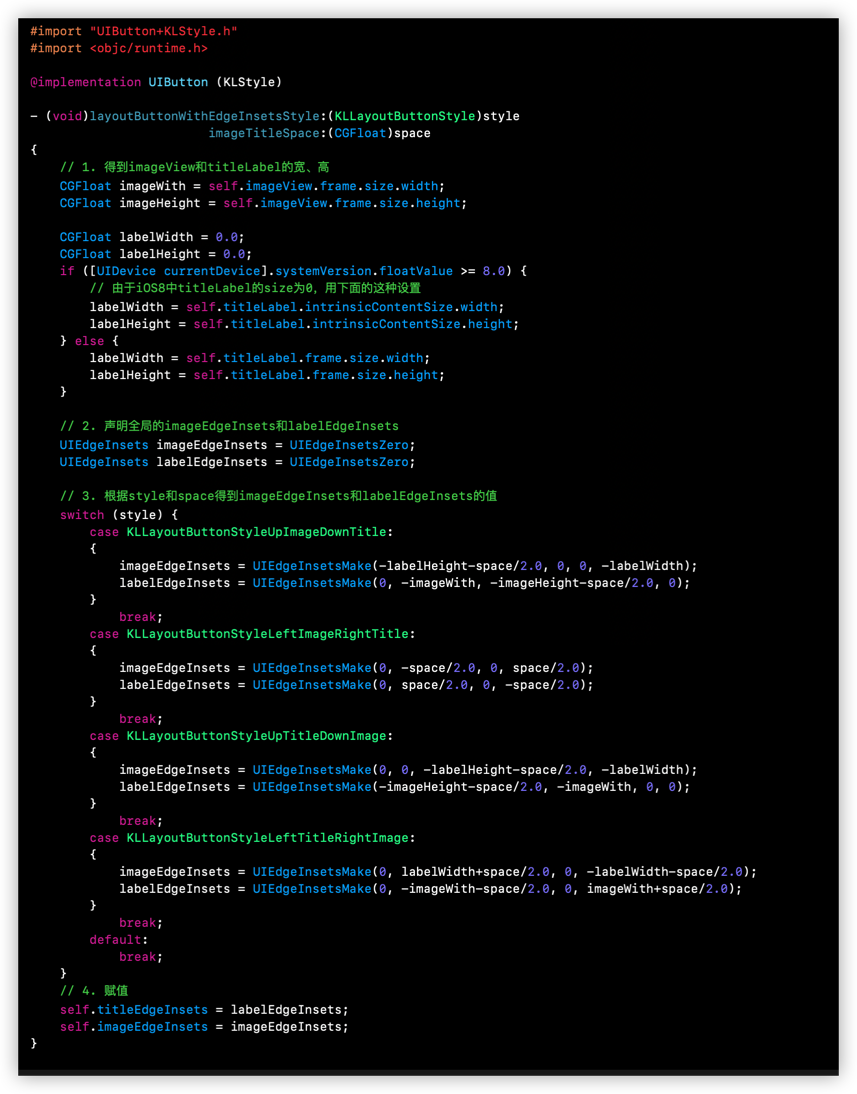 #import "UIButton+KLStyle.h"
#import <objc/runtime.h>
@implementation UIButton (KLStyle)
- (void)layoutButtonWithEdgeInsetsStyle:(KLLayoutButtonStyle)style
imageTitleSpace:(CGFloat)space
{
// 1. 得到imageView和titleLabel的宽、高
CGFloat imageWith = self.imageView.frame.size.width;
CGFloat imageHeight = self.imageView.frame.size.height;
CGFloat labelWidth = 0.0;
CGFloat labelHeight = 0.0;
if ([UIDevice currentDevice].systemVersion.floatValue >= 8.0) {
// 由于iOS8中titleLabel的size为0，用下面的这种设置
labelWidth = self.titleLabel.intrinsicContentSize.width;
labelHeight = self.titleLabel.intrinsicContentSize.height;
} else {
labelWidth = self.titleLabel.frame.size.width;
labelHeight = self.titleLabel.frame.size.height;
}
// 2. 声明全局的imageEdgeInsets和labelEdgeInsets
UIEdgeInsets imageEdgeInsets = UIEdgeInsetsZero;
UIEdgeInsets labelEdgeInsets = UIEdgeInsetsZero;
// 3. 根据style和space得到imageEdgeInsets和labelEdgeInsets的值
switch (style) {
case KLLayoutButtonStyleUpImageDownTitle:
{
imageEdgeInsets = UIEdgeInsetsMake(-labelHeight-space/2.0, 0, 0, -labelWidth);
labelEdgeInsets = UIEdgeInsetsMake(0, -imageWith, -imageHeight-space/2.0, 0);
}
break;
case KLLayoutButtonStyleLeftImageRightTitle:
{
imageEdgeInsets = UIEdgeInsetsMake(0, -space/2.0, 0, space/2.0);
labelEdgeInsets = UIEdgeInsetsMake(0, space/2.0, 0, -space/2.0);
}
break;
case KLLayoutButtonStyleUpTitleDownImage:
{
imageEdgeInsets = UIEdgeInsetsMake(0, 0, -labelHeight-space/2.0, -labelWidth);
labelEdgeInsets = UIEdgeInsetsMake(-imageHeight-space/2.0, -imageWith, 0, 0);
}
break;
case KLLayoutButtonStyleLeftTitleRightImage:
{
imageEdgeInsets = UIEdgeInsetsMake(0, labelWidth+space/2.0, 0, -labelWidth-space/2.0);
labelEdgeInsets = UIEdgeInsetsMake(0, -imageWith-space/2.0, 0, imageWith+space/2.0);
}
break;
default:
break;
}
// 4. 赋值
self.titleEdgeInsets = labelEdgeInsets;
self.imageEdgeInsets = imageEdgeInsets;
}